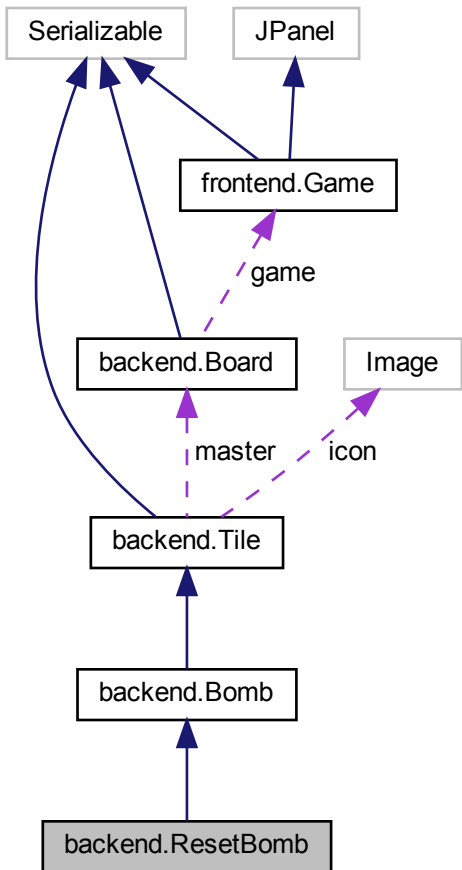 Serializable
JPanel
frontend.Game
game
backend.Board
Image
master
icon
backend.Tile
backend.Bomb
backend.ResetBomb